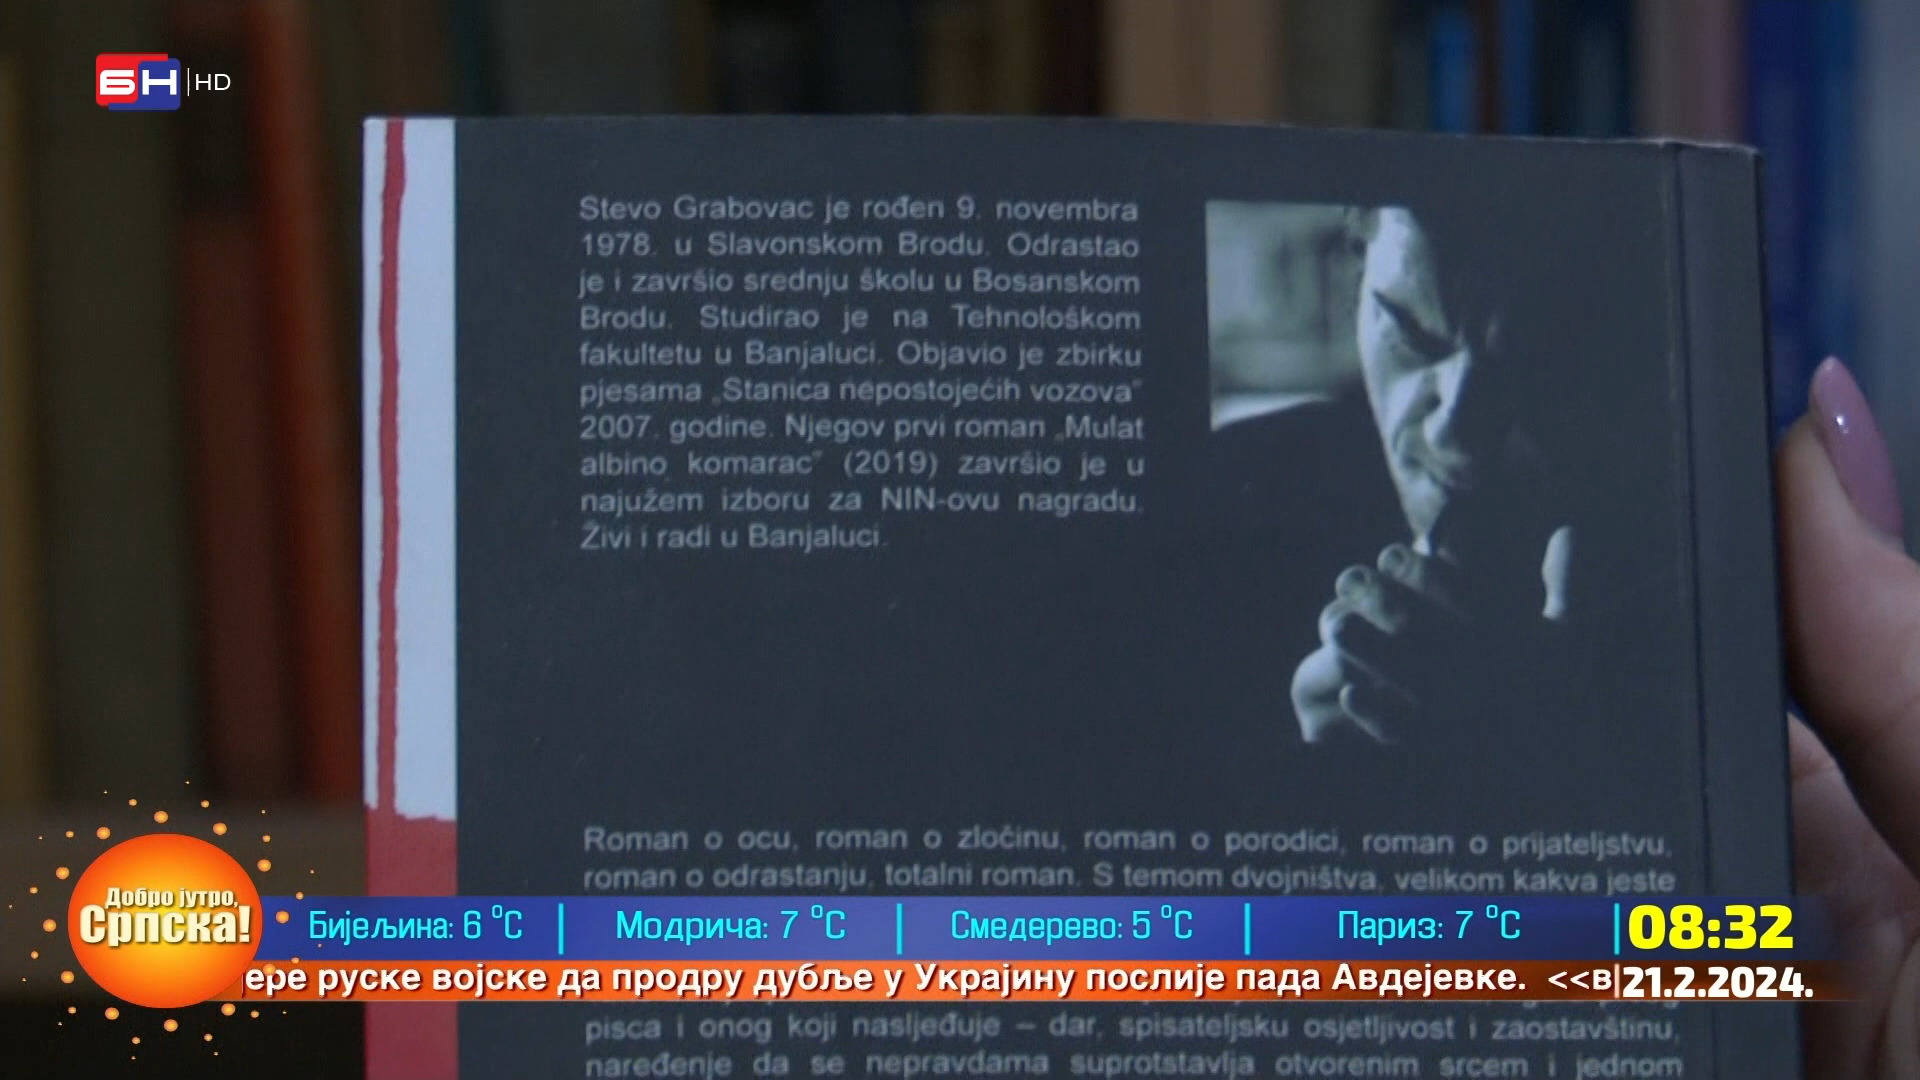 БН HD
Stevo Grabovac je rođen 9. novembra
1978. u Slavonskom Brodu. Odrastao
je i završio srednju školu u Bosanskom
Brodu. Studirao je na Tehnološkom
fakultetu u Banjaluci. Objavio je zbirku
pjesama „Stanica nepostojećih vozova”
2007. godine. Njegov prvi roman „Mulat
albino komarac” (2019) završio je u
najužem izboru za NIN-ovu nagradu.
Živi i radi u Banjaluci.
Roman o ocu, roman o zločinu, roman o porodici, roman o prijateljstvu,
roman o odrastanju, totalni roman. S temom dvojništva, velikom kakva jeste
Добро јутро,
Српска!
Бијељина: 6 °C | Модрича: 7 °C | Смедерево: 5 °C | Париз: 7 °C | 08:32
јере руске војске да продру дубље у Украјину послије пада Авдејевке. <<В 21.2.2024.
pisca i onog koji nasljeđuje – dar, spisateljsku osjetljivost i zaostavštinu,
naređenje da se nepravdama suprotstavlja otvorenim srcem i jednom